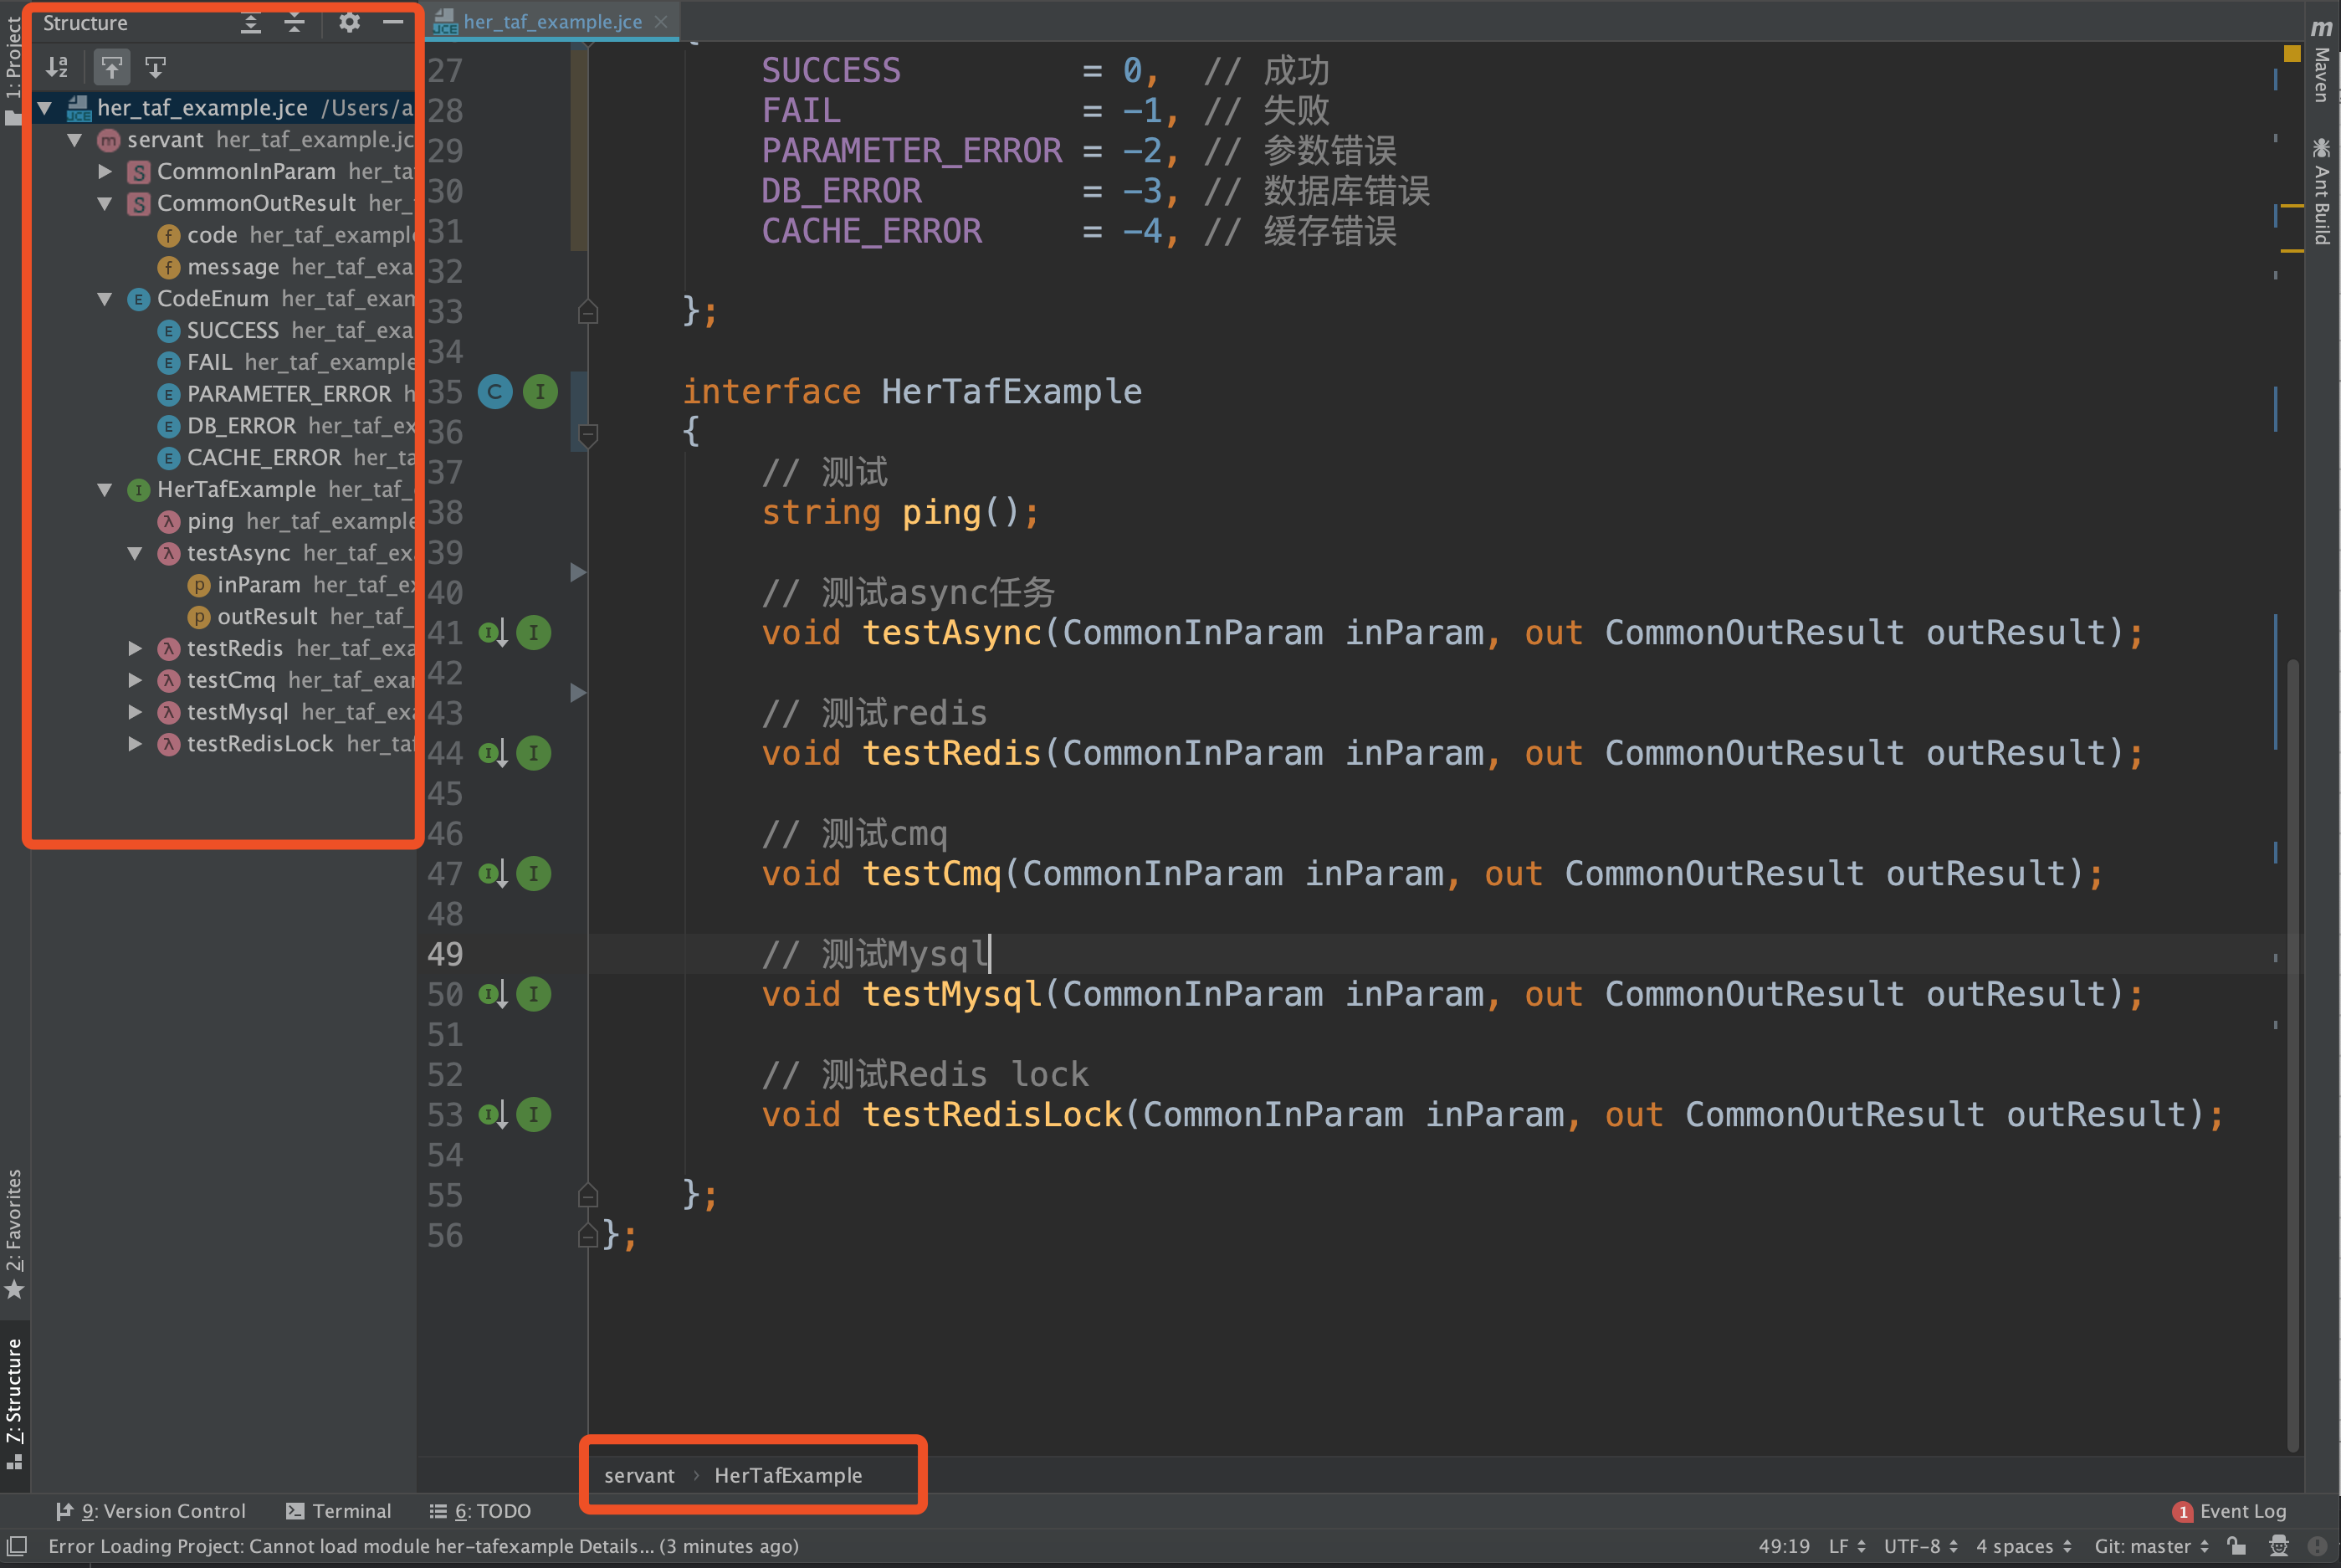 1: Project
Structure
her_taf_example.jce /Users/a
servant her_taf_example.jc
CommonInParam her_ta
CommonOutResult her_
code her_taf_example
message her_taf_exa
CodeEnum her_taf_exam
SUCCESS her_taf_exa
FAIL her_taf_example
PARAMETER_ERROR h
DB_ERROR her_taf_ex
CACHE_ERROR her_ta
HerTafExample her_taf_
ping her_taf_example
testAsync her_taf_exa
inParam her_taf_ex
outResult her_taf_
testRedis her_taf_exa
testCmq her_taf_exam
testMysql her_taf_exa
testRedisLock her_taf
2: Favorites
7: Structure
her_taf_example.jce
27 SUCCESS = 0, // 成功
28 FAIL = -1, // 失败
29 PARAMETER_ERROR = -2, // 参数错误
30 DB_ERROR = -3, // 数据库错误
31 CACHE_ERROR = -4, // 缓存错误
32
33 };
34
35 interface HerTafExample
36 {
37 // 测试
38 string ping();
39
40 // 测试async任务
41 void testAsync(CommonInParam inParam, out CommonOutResult outResult);
42
43 // 测试redis
44 void testRedis(CommonInParam inParam, out CommonOutResult outResult);
45
46 // 测试cmq
47 void testCmq(CommonInParam inParam, out CommonOutResult outResult);
48
49 // 测试Mysql
50 void testMysql(CommonInParam inParam, out CommonOutResult outResult);
51
52 // 测试Redis lock
53 void testRedisLock(CommonInParam inParam, out CommonOutResult outResult);
54
55 };
56 };
servant › HerTafExample
Maven
Ant Build
9: Version Control
Terminal
6: TODO
1 Event Log
Error Loading Project: Cannot load module her-tafexample Details... (3 minutes ago)
49:19 LF UTF-8 4 spaces Git: master